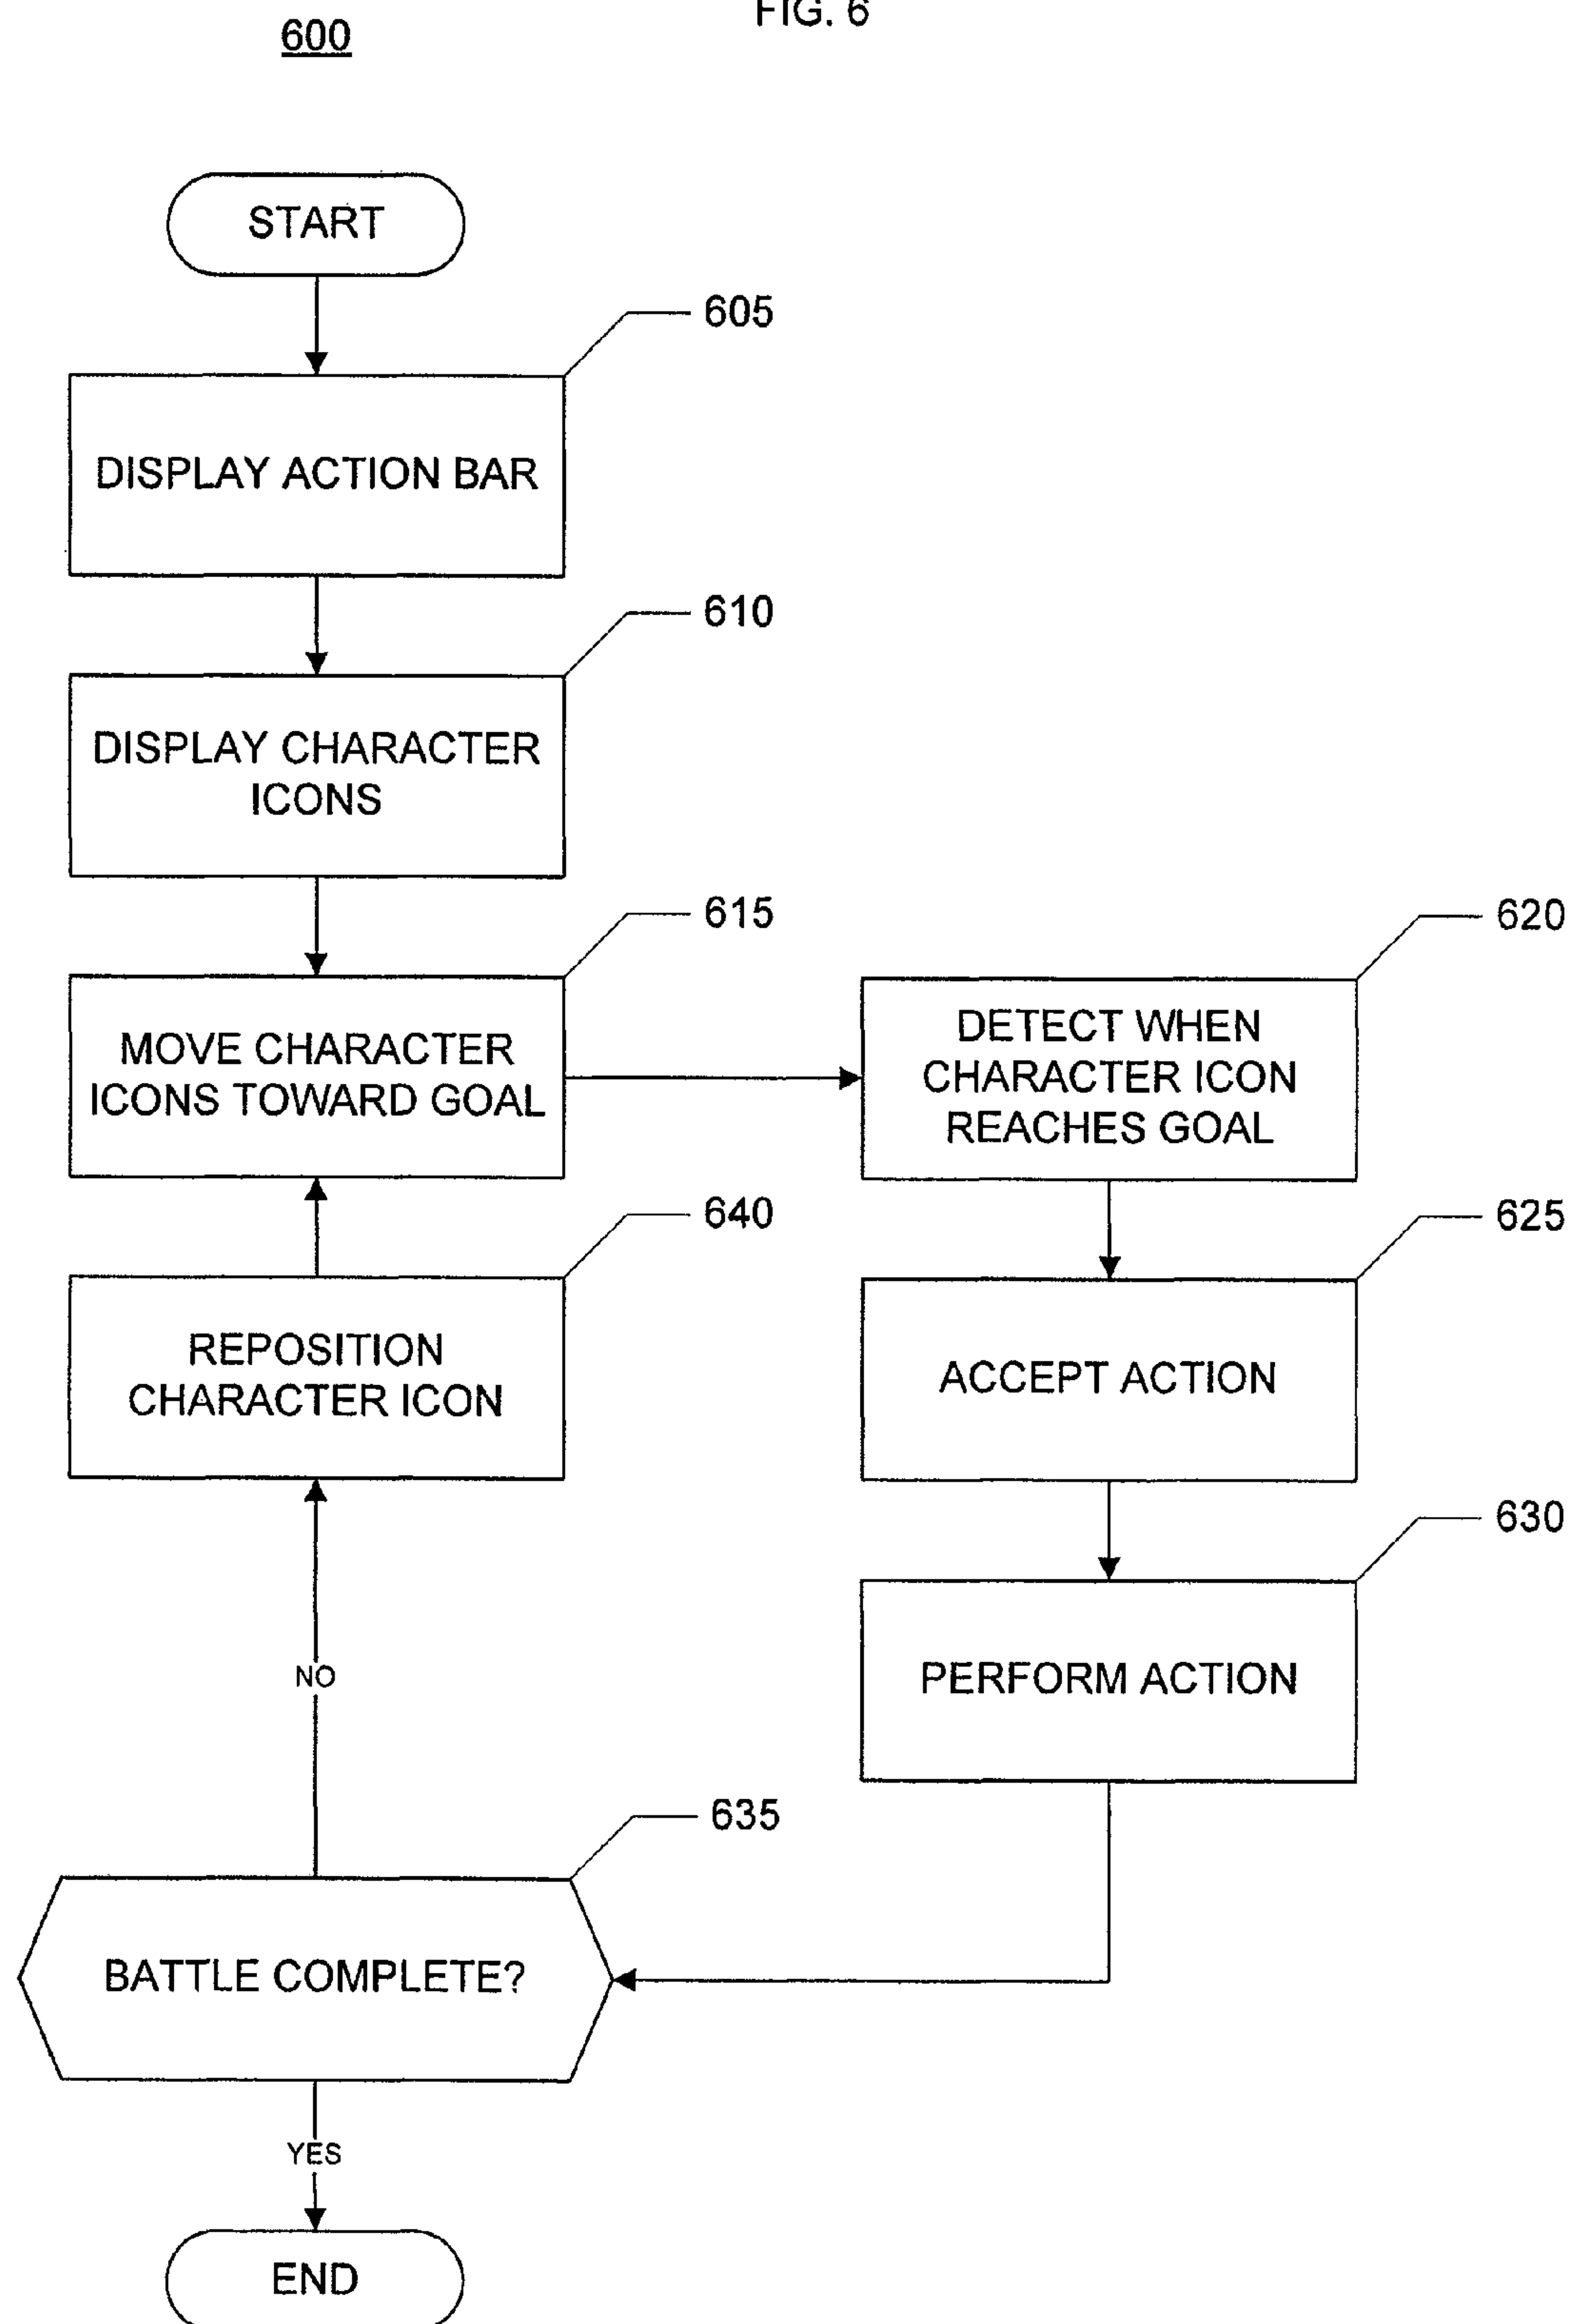 FIG. 6
600
START
605
DISPLAY ACTION BAR
610
DISPLAY CHARACTER
ICONS
615
MOVE CHARACTER
ICONS TOWARD GOAL
620
DETECT WHEN
CHARACTER ICON
REACHES GOAL
625
ACCEPT ACTION
630
PERFORM ACTION
635
BATTLE COMPLETE?
NO
640
REPOSITION
CHARACTER ICON
YES
END